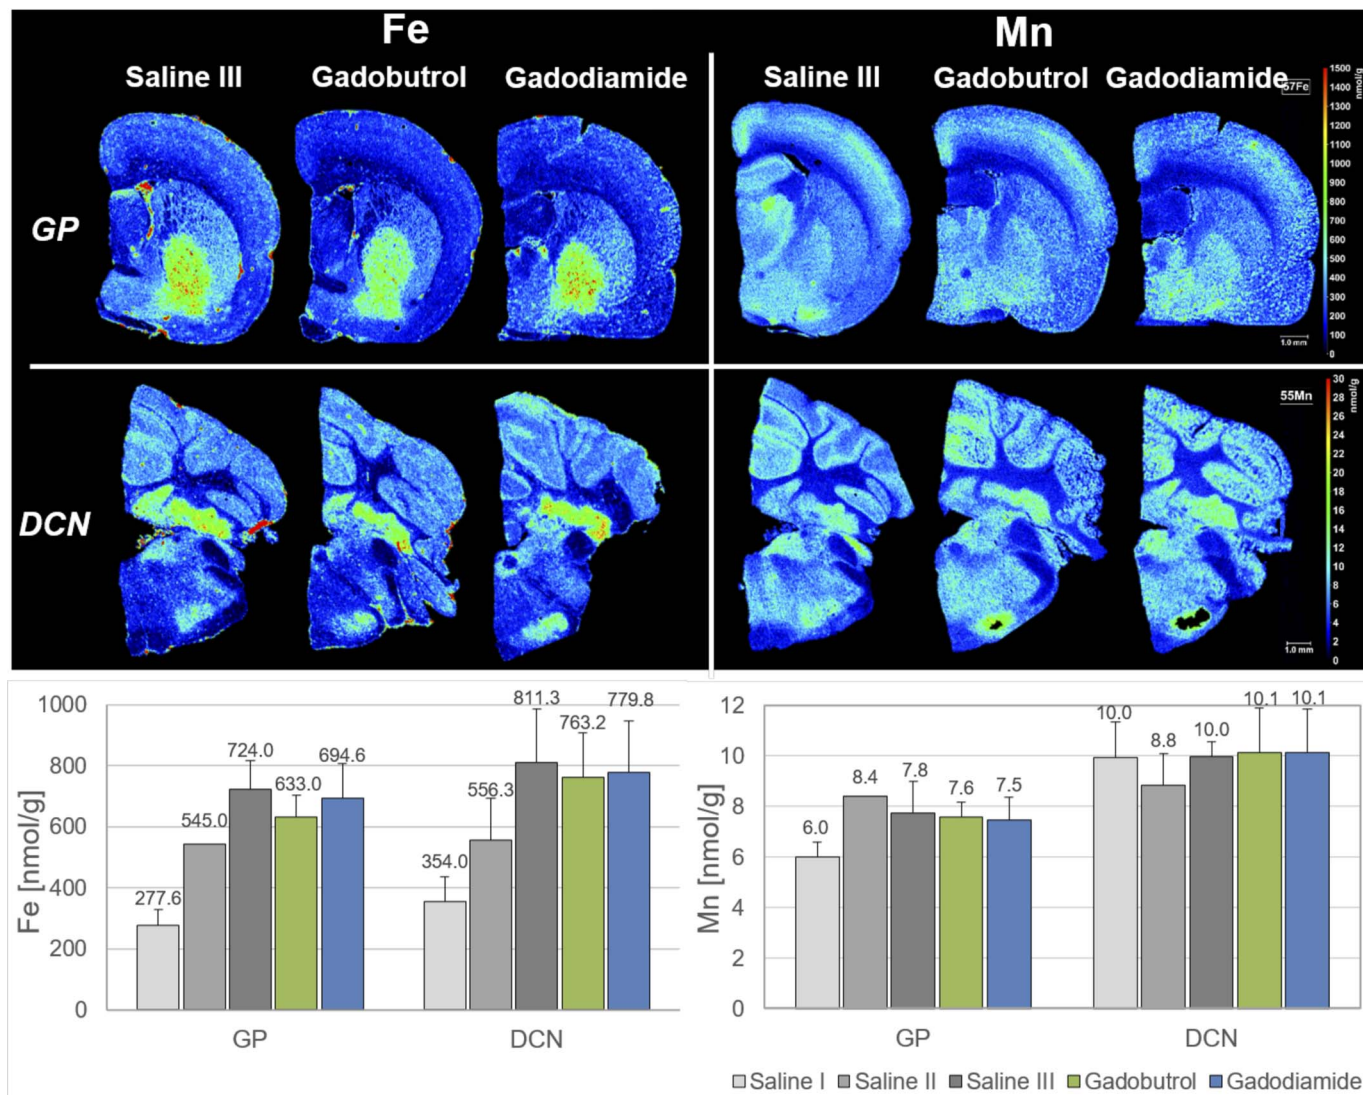 Fe
Mn
Saline III
Gadobutrol
Gadodiamide
Saline III
Gadobutrol
Gadodiamide
57Fe
1500
1400
1300
1200
1100
1000
900
800
700
600
500
400
300
200
100
0
nmol/g
1.0 mm
GP
DCN
55Mn
30
28
26
24
22
20
18
16
14
12
10
8
6
4
2
0
nmol/g
1.0 mm
Fe [nmol/g]
1000
800
600
400
200
0
277.6
545.0
724.0
633.0
694.6
354.0
556.3
811.3
763.2
779.8
GP
DCN
Mn [nmol/g]
12
10
8
6
4
2
0
6.0
8.4
7.8
7.6
7.5
10.0
8.8
10.0
10.1
10.1
GP
DCN
Saline I
Saline II
Saline III
Gadobutrol
Gadodiamide